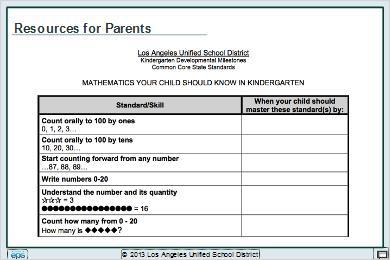 Resources for Parents
Los Angeles Unified School District
Kindergarten Developmental Milestones
Common Core State Standards
MATHEMATICS YOUR CHILD SHOULD KNOW IN KINDERGARTEN
Standard/Skill
When your child should
master these standard(s) by:
Count orally to 100 by ones
0, 1, 2, 3...
Count orally to 100 by tens
10, 20, 30...
Start counting forward from any number
...87, 88, 89...
Write numbers 0-20
Understand the number and its quantity
☆☆☆ = 3
●●●●●●●●●●●●●●●● = 16
Count how many from 0 - 20
How many is ◆◆◆◆◆?
eps
© 2013 Los Angeles Unified School District